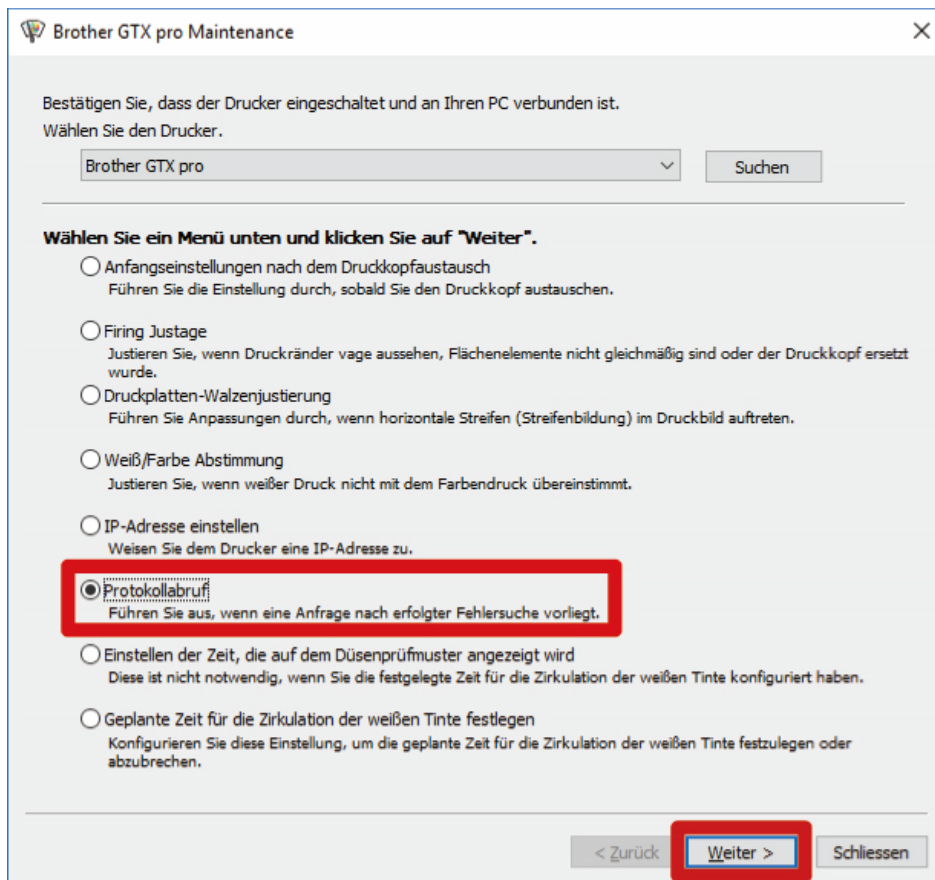 Brother GTX pro Maintenance
Bestätigen Sie, dass der Drucker eingeschaltet und an Ihren PC verbunden ist.
Wählen Sie den Drucker.
Brother GTX pro
Suchen
Wählen Sie ein Menü unten und klicken Sie auf "Weiter".
Anfangseinstellungen nach dem Druckkopfaustausch
Führen Sie die Einstellung durch, sobald Sie den Druckkopf austauschen.
Firing Justage
Justieren Sie, wenn Druckränder vage aussehen, Flächenelemente nicht gleichmäßig sind oder der Druckkopf ersetzt
wurde.
Druckplatten-Walzenjustierung
Führen Sie Anpassungen durch, wenn horizontale Streifen (Streifenbildung) im Druckbild auftreten.
Weiß/Farbe Abstimmung
Justieren Sie, wenn weißer Druck nicht mit dem Farbendruck übereinstimmt.
IP-Adresse einstellen
Weisen Sie dem Drucker eine IP-Adresse zu.
Protokollabruf
Führen Sie aus, wenn eine Anfrage nach erfolgter Fehlersuche vorliegt.
Einstellen der Zeit, die auf dem Düsenprüfmuster angezeigt wird
Diese ist nicht notwendig, wenn Sie die festgelegte Zeit für die Zirkulation der weißen Tinte konfiguriert haben.
Geplante Zeit für die Zirkulation der weißen Tinte festlegen
Konfigurieren Sie diese Einstellung, um die geplante Zeit für die Zirkulation der weißen Tinte festzulegen oder
abzubrechen.
< Zurück
Weiter >
Schliessen